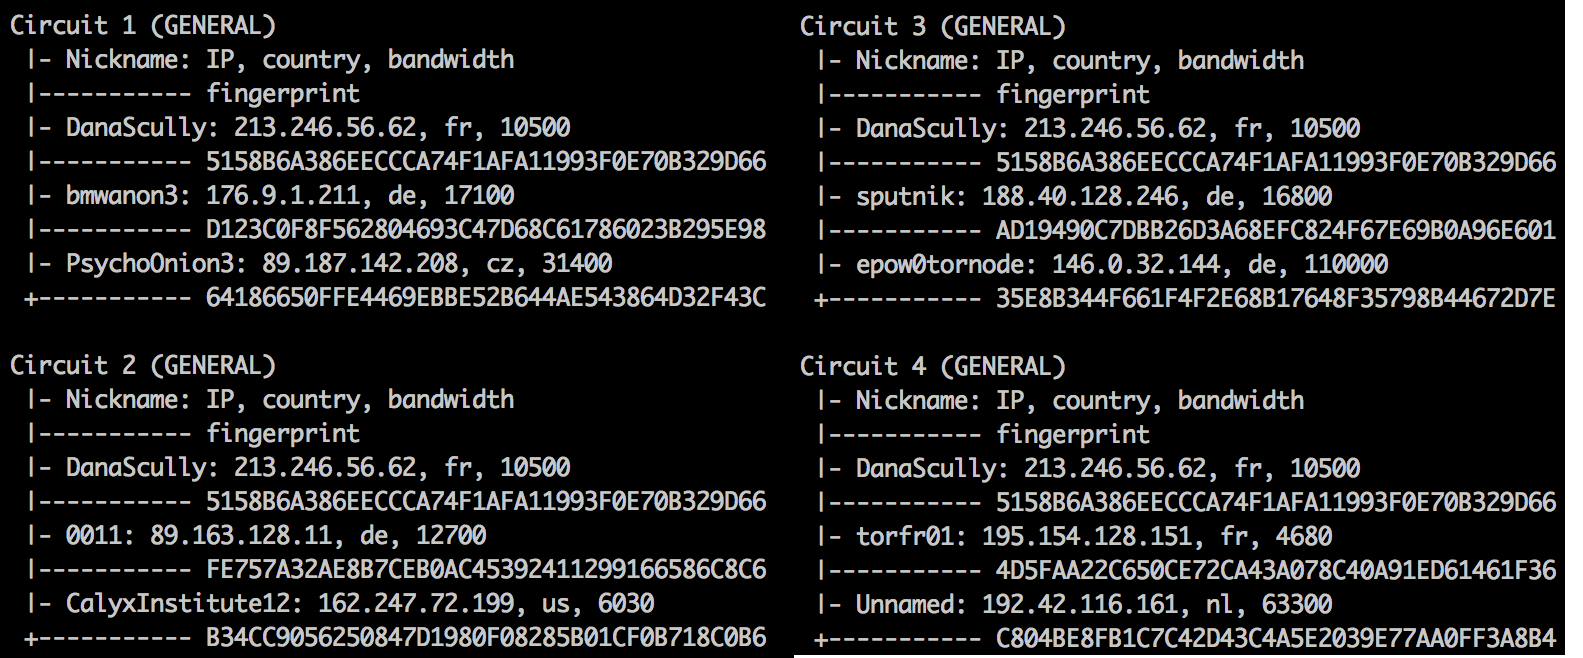 Circuit 1 (GENERAL)
|- Nickname: IP, country, bandwidth
|----------- fingerprint
|- DanaScully: 213.246.56.62, fr, 10500
|----------- 5158B6A386EECCCA74F1AFA11993F0E70B329D66
|- bmwanon3: 176.9.1.211, de, 17100
|----------- D123C0F8F562804693C47D68C61786023B295E98
|- PsychoOnion3: 89.187.142.208, cz, 31400
+----------- 64186650FFE4469EBBE52B644AE543864D32F43C
Circuit 2 (GENERAL)
|- Nickname: IP, country, bandwidth
|----------- fingerprint
|- DanaScully: 213.246.56.62, fr, 10500
|----------- 5158B6A386EECCCA74F1AFA11993F0E70B329D66
|- 0011: 89.163.128.11, de, 12700
|----------- FE757A32AE8B7CEB0AC45392411299166586C8C6
|- CalyxInstitute12: 162.247.72.199, us, 6030
+----------- B34CC9056250847D1980F08285B01CF0B718C0B6
Circuit 3 (GENERAL)
|- Nickname: IP, country, bandwidth
|----------- fingerprint
|- DanaScully: 213.246.56.62, fr, 10500
|----------- 5158B6A386EECCCA74F1AFA11993F0E70B329D66
|- sputnik: 188.40.128.246, de, 16800
|----------- AD19490C7DBB26D3A68EFC824F67E69B0A96E601
|- epow0tornode: 146.0.32.144, de, 110000
+----------- 35E8B344F661F4F2E68B17648F35798B44672D7E
Circuit 4 (GENERAL)
|- Nickname: IP, country, bandwidth
|----------- fingerprint
|- DanaScully: 213.246.56.62, fr, 10500
|----------- 5158B6A386EECCCA74F1AFA11993F0E70B329D66
|- torfr01: 195.154.128.151, fr, 4680
|----------- 4D5FAA22C650CE72CA43A078C40A91ED61461F36
|- Unnamed: 192.42.116.161, nl, 63300
+----------- C804BE8FB1C7C42D43C4A5E2039E77AA0FF3A8B4